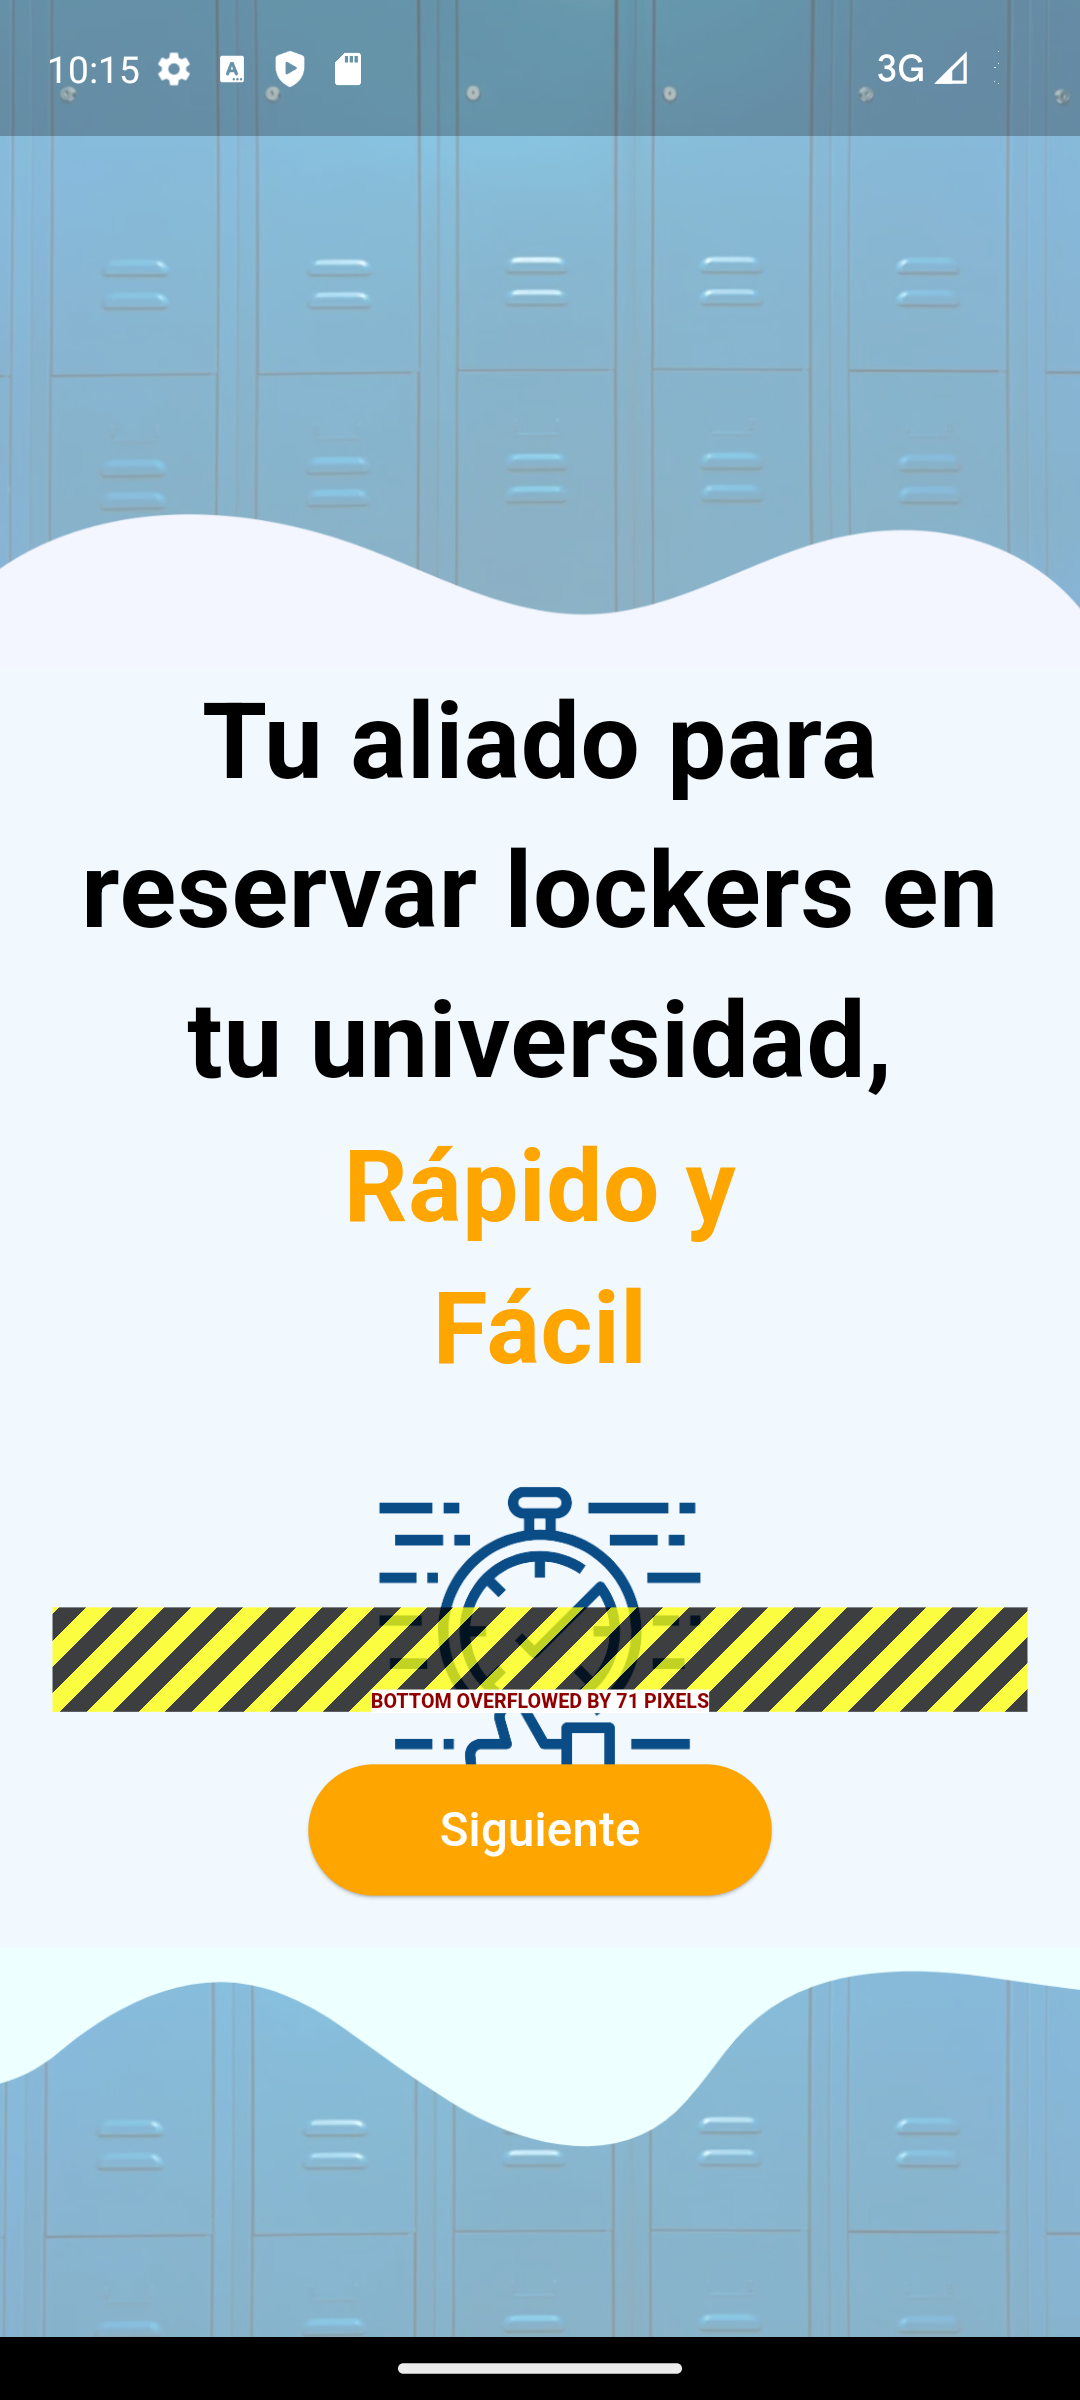 10:15
3G
Tu aliado para
reservar lockers en
tu universidad,
Rápido y
Fácil
BOTTOM OVERFLOWED BY 71 PIXELS
Siguiente